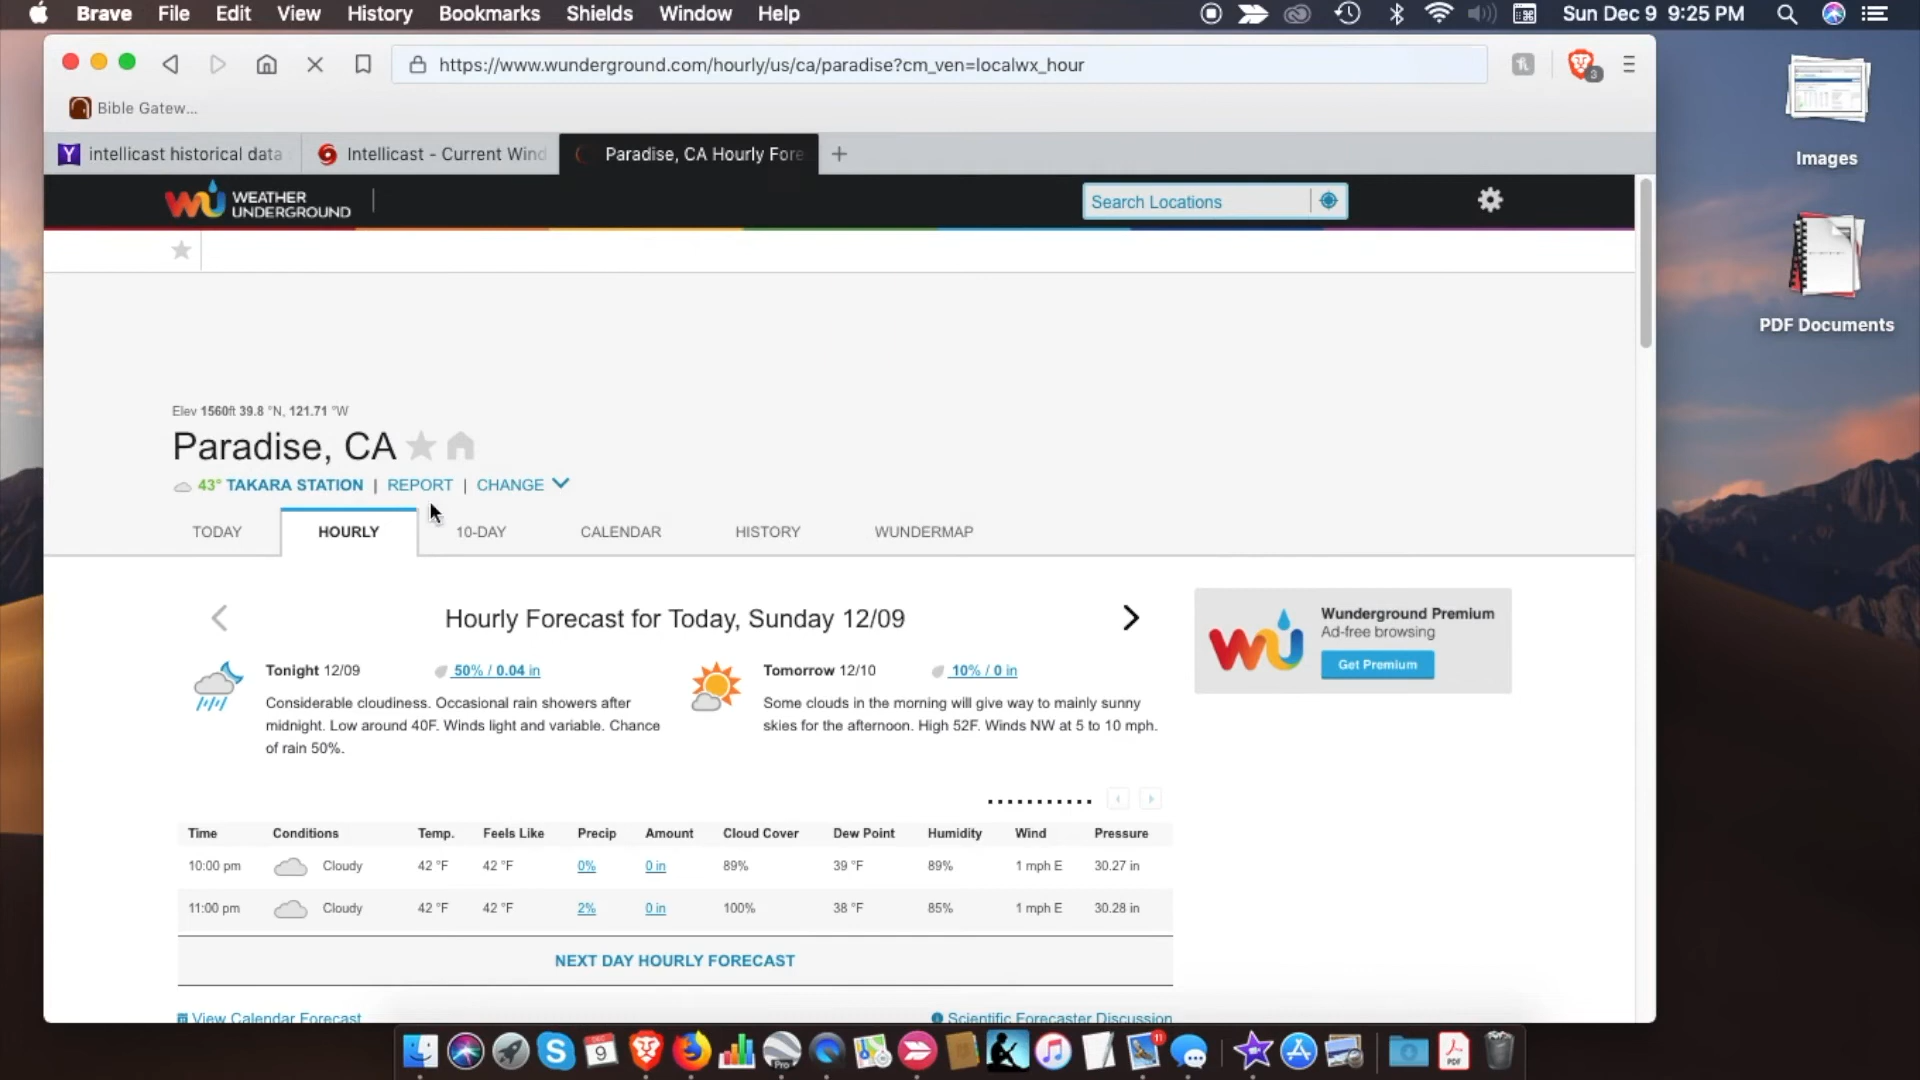 Brave File Edit View History Bookmarks Shields Window Help Sun Dec 9 9:25 PM
https://www.wunderground.com/hourly/us/ca/paradise?cm_ven=localwx_hour
3
Bible Gatew...
intellicast historical data Intellicast - Current Wind Paradise, CA Hourly Fore
WEATHER
UNDERGROUND
Search Locations
Images
PDF Documents
Elev 1560ft 39.8 °N, 121.71 °W
Paradise, CA
43° TAKARA STATION | REPORT | CHANGE
TODAY HOURLY 10-DAY CALENDAR HISTORY WUNDERMAP
Hourly Forecast for Today, Sunday 12/09
Tonight 12/09 50% / 0.04 in
Considerable cloudiness. Occasional rain showers after
midnight. Low around 40F. Winds light and variable. Chance
of rain 50%.
Tomorrow 12/10 10% / 0 in
Some clouds in the morning will give way to mainly sunny
skies for the afternoon. High 52F. Winds NW at 5 to 10 mph.
Wunderground Premium
Ad-free browsing
Get Premium
Time Conditions Temp. Feels Like Precip Amount Cloud Cover Dew Point Humidity Wind Pressure
10:00 pm Cloudy 42 °F 42 °F 0% 0 in 89% 39 °F 89% 1 mph E 30.27 in
11:00 pm Cloudy 42 °F 42 °F 2% 0 in 100% 38 °F 85% 1 mph E 30.28 in
NEXT DAY HOURLY FORECAST
View Calendar Forecast Scientific Forecaster Discussion
DEC
9
Pro
11
PDF